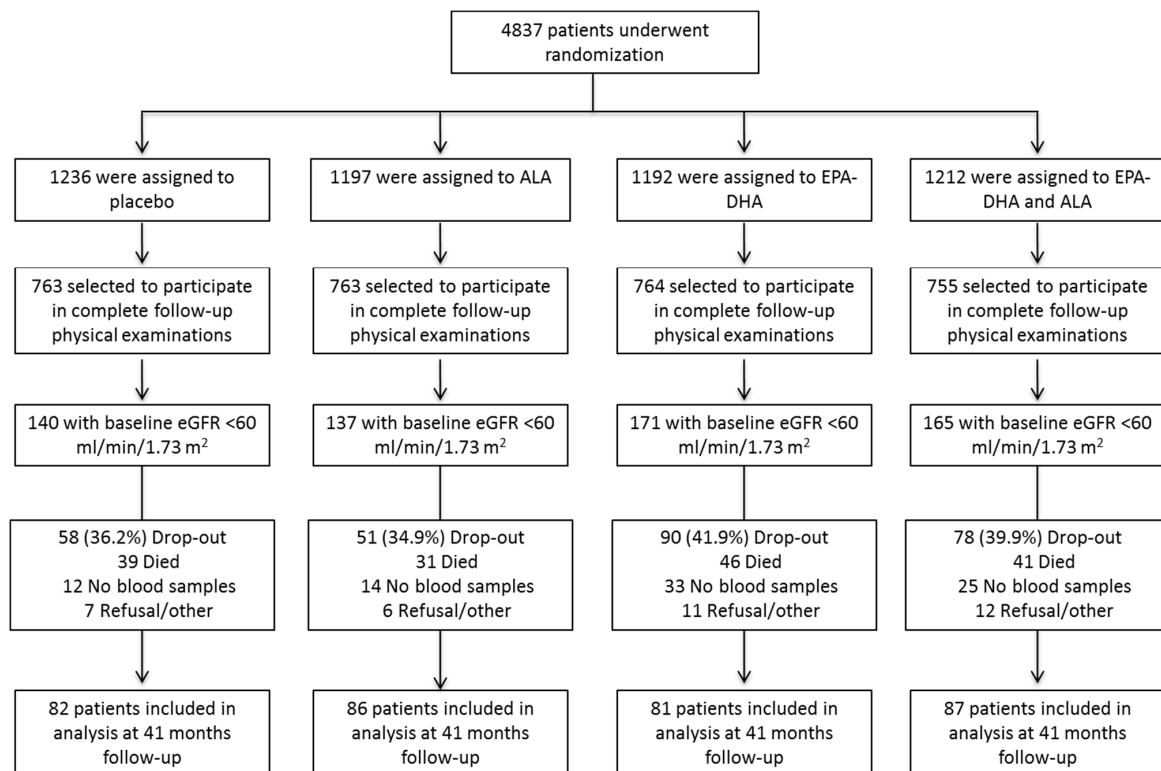 4837 patients underwent
randomization
1236 were assigned to
placebo
1197 were assigned to ALA
1192 were assigned to EPA-
DHA
1212 were assigned to EPA-
DHA and ALA
763 selected to participate
in complete follow-up
physical examinations
763 selected to participate
in complete follow-up
physical examinations
764 selected to participate
in complete follow-up
physical examinations
755 selected to participate
in complete follow-up
physical examinations
140 with baseline eGFR <60
ml/min/1.73 m²
137 with baseline eGFR <60
ml/min/1.73 m²
171 with baseline eGFR <60
ml/min/1.73 m²
165 with baseline eGFR <60
ml/min/1.73 m²
58 (36.2%) Drop-out
39 Died
12 No blood samples
7 Refusal/other
51 (34.9%) Drop-out
31 Died
14 No blood samples
6 Refusal/other
90 (41.9%) Drop-out
46 Died
33 No blood samples
11 Refusal/other
78 (39.9%) Drop-out
41 Died
25 No blood samples
12 Refusal/other
82 patients included in
analysis at 41 months
follow-up
86 patients included in
analysis at 41 months
follow-up
81 patients included in
analysis at 41 months
follow-up
87 patients included in
analysis at 41 months
follow-up